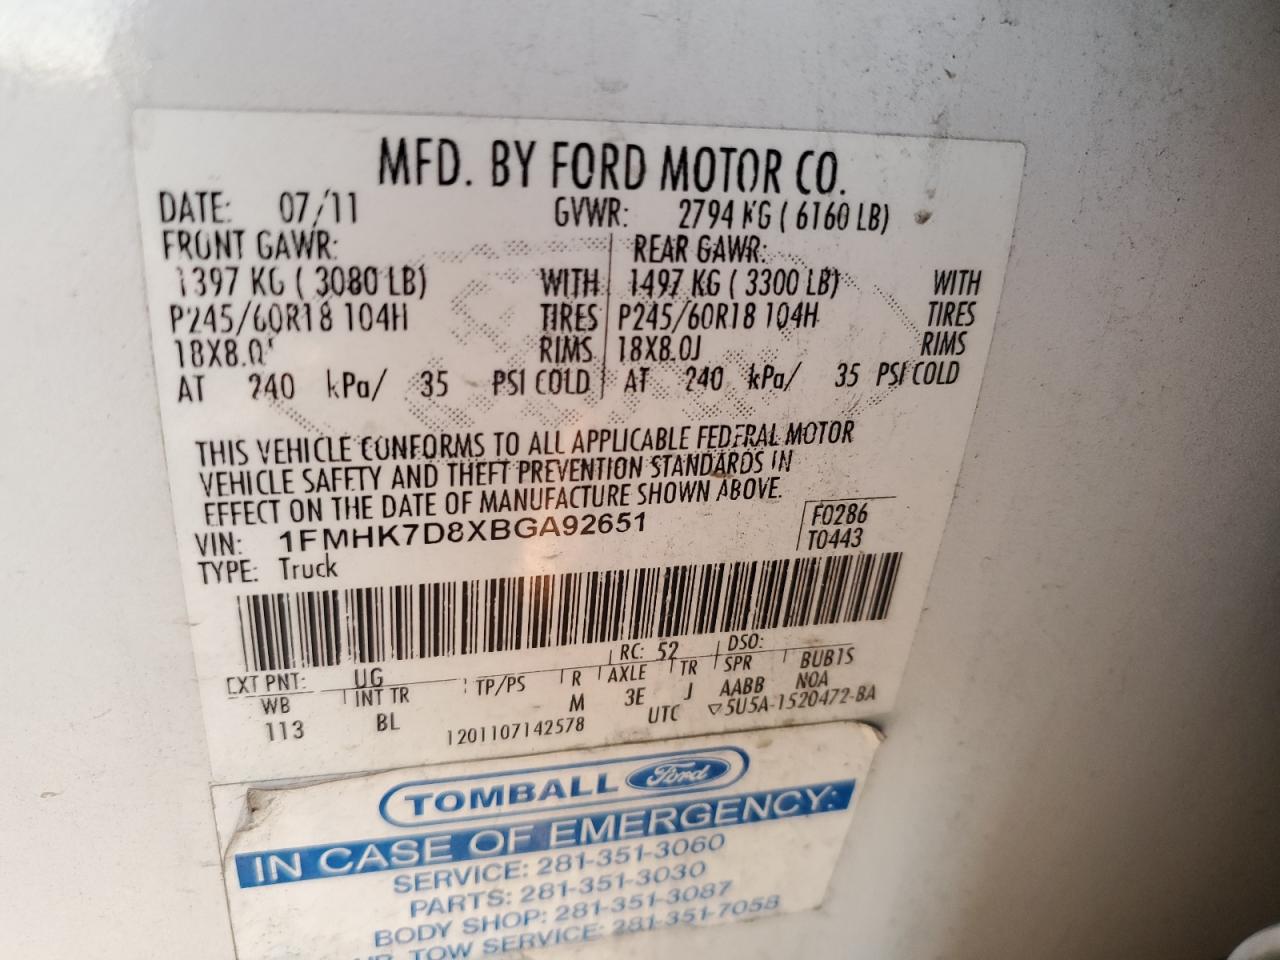 MFD. BY FORD MOTOR CO.
DATE: 07/11 GVWR: 2794 KG ( 6160 LB)
FRONT GAWR: REAR GAWR:
1397 KG ( 3080 LB) WITH 1497 KG ( 3300 LB) WITH
P245/60R18 104H TIRES P245/60R18 104H TIRES
18X8.0 RIMS 18X8.0J RIMS
AT 240 kPa/ 35 PSI COLD AT 240 kPa/ 35 PSI COLD
THIS VEHICLE CONFORMS TO ALL APPLICABLE FEDERAL MOTOR
VEHICLE SAFETY AND THEFT PREVENTION STANDARDS IN
EFFECT ON THE DATE OF MANUFACTURE SHOWN ABOVE.
VIN: 1FMHK7D8XBGA92651 F0286
TYPE: Truck T0443
EXT PNT: UG RC: 52 DSO:
WB INT TR TP/PS R AXLE TR SPR BUB1S
113 BL M 3E J AABB N0A
1201107142578 UTC ▽5U5A-1520472-BA
TOMBALL Ford
IN CASE OF EMERGENCY:
SERVICE: 281-351-3060
PARTS: 281-351-3030
BODY SHOP: 281-351-3087
TOW SERVICE: 281-351-7058